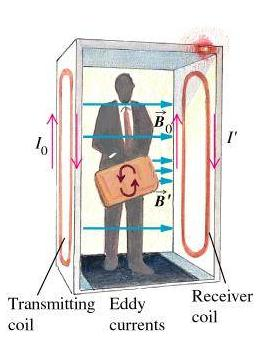 B⃗₀
I₀
I'
B⃗'
Transmitting coil
Eddy currents
Receiver coil